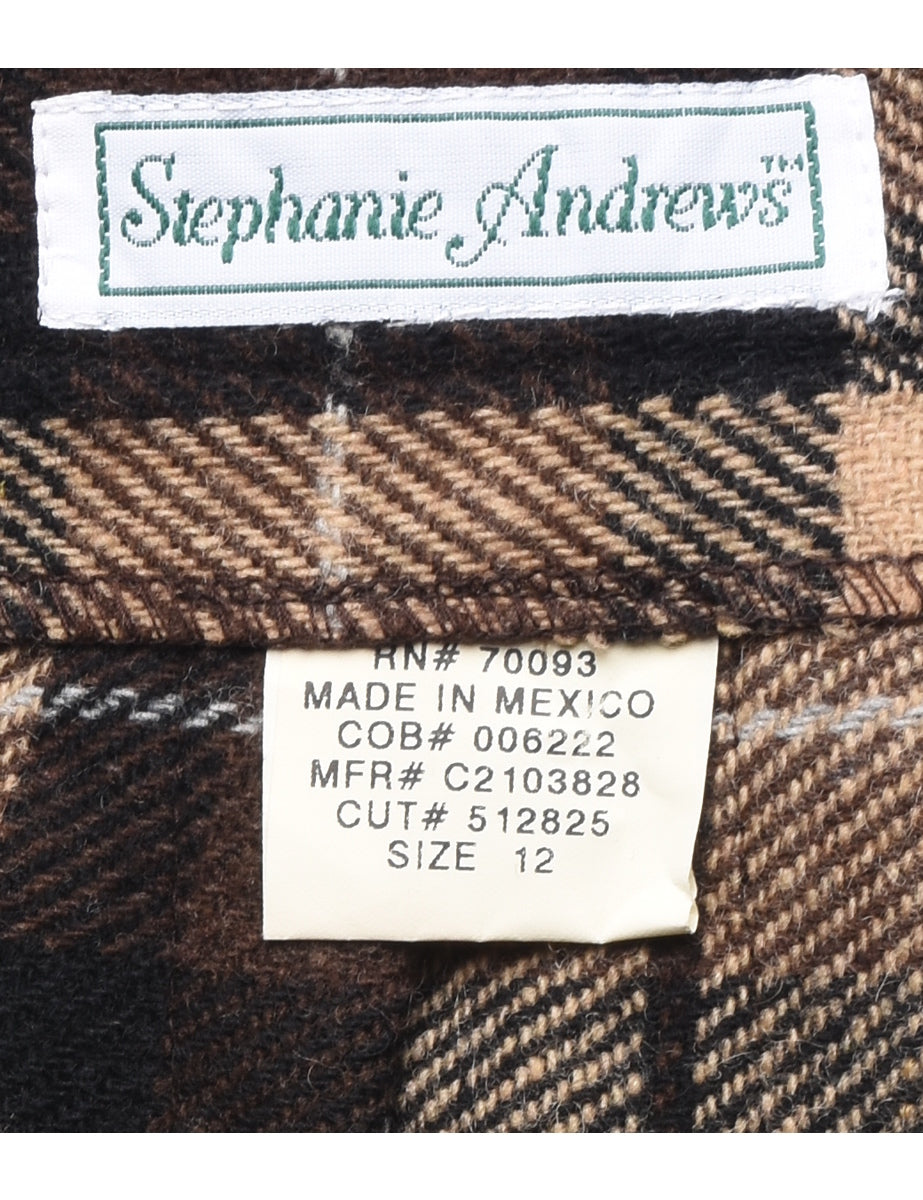 Stephanie Andrews™
RN# 70093
MADE IN MEXICO
COB# 006222
MFR# C2103828
CUT# 512825
SIZE 12